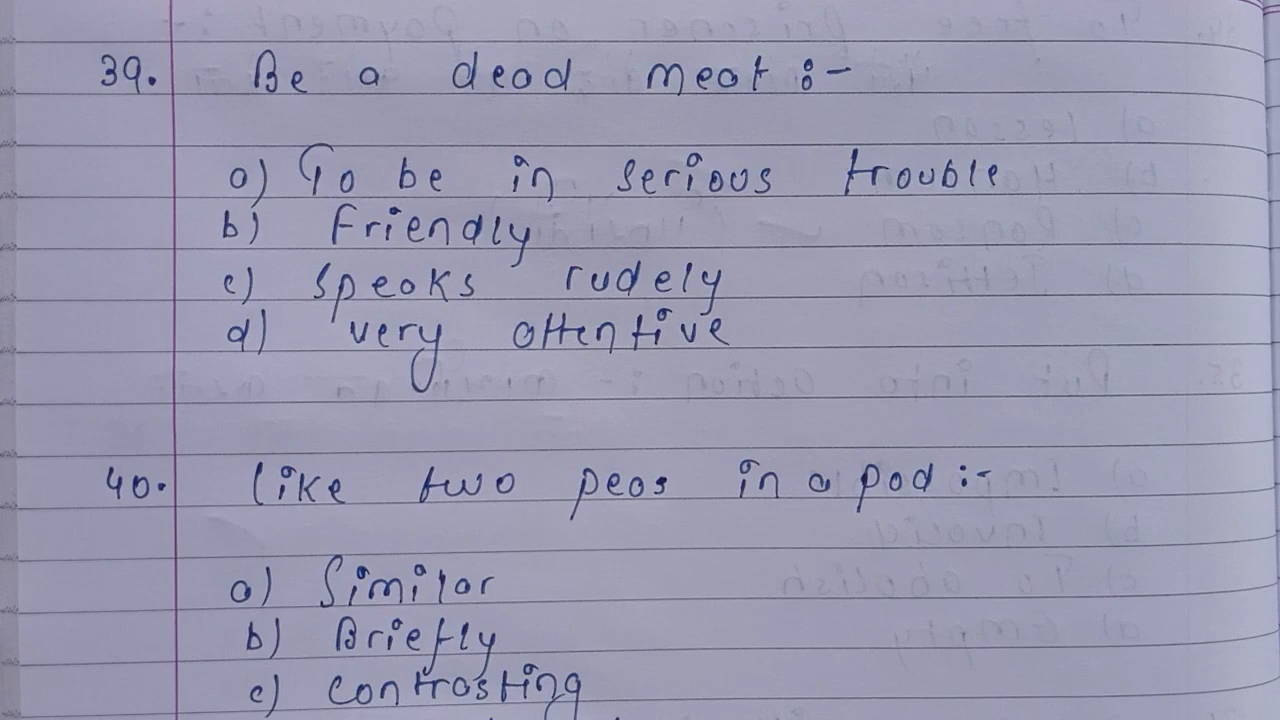 39. Be a dead meat :-
a) To be in serious trouble
b) Friendly
c) speaks rudely
d) very attentive
40. like two peas in a pod :-
a) Similar
b) Briefly
c) contrasting